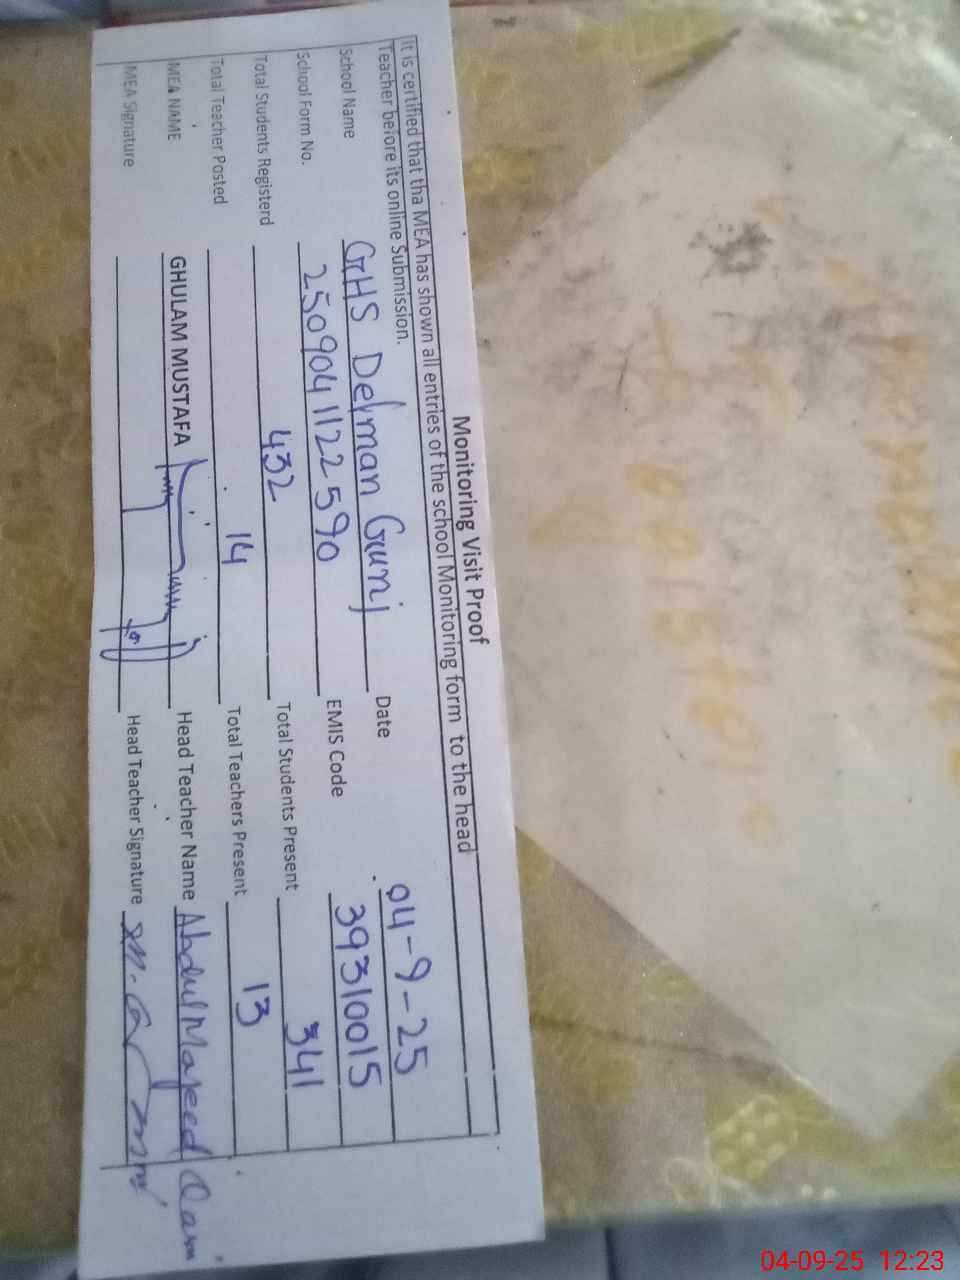 Monitoring Visit Proof
It is certified that tha MEA has shown all entries of the school Monitoring form to the head
Teacher before its online Submission.
School Name GHS Delman Gunj Date 04-9-25
School Form No. 2509041122590 EMIS Code 39310015
Total Students Registerd 432 Total Students Present 341
Total Teacher Posted 14 Total Teachers Present 13
MEA NAME GHULAM MUSTAFA Head Teacher Name Abdul Majeed Qam
MEA Signature Head Teacher Signature
04-09-25 12:23